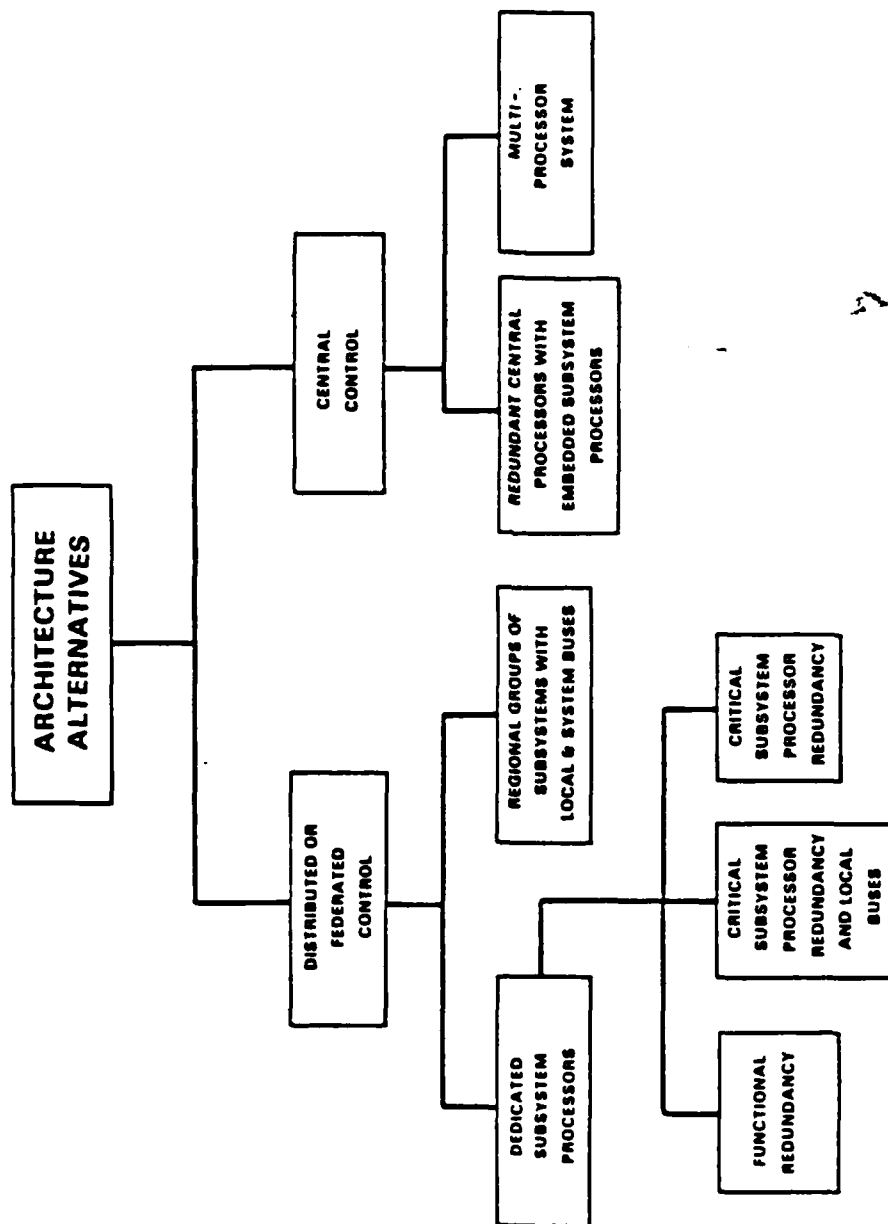 ARCHITECTURE
ALTERNATIVES
DISTRIBUTED OR
FEDERATED
CONTROL
CENTRAL
CONTROL
DEDICATED
SUBSYSTEM
PROCESSORS
REGIONAL GROUPS OF
SUBSYSTEMS WITH
LOCAL & SYSTEM BUSES
REDUNDANT CENTRAL
PROCESSORS WITH
EMBEDDED SUBSYSTEM
PROCESSORS
MULTI-
PROCESSOR
SYSTEM
FUNCTIONAL
REDUNDANCY
CRITICAL
SUBSYSTEM
PROCESSOR
REDUNDANCY
AND LOCAL
BUSES
CRITICAL
SUBSYSTEM
PROCESSOR
REDUNDANCY